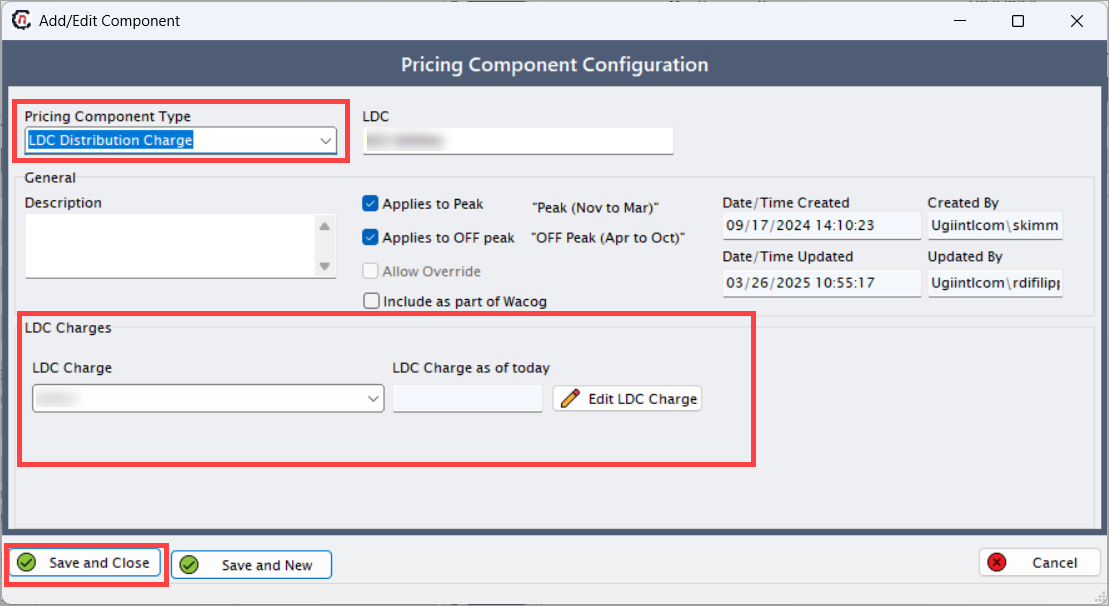 Add/Edit Component
Pricing Component Configuration
Pricing Component Type
LDC
LDC Distribution Charge
General
Description
Applies to Peak
"Peak (Nov to Mar)"
Applies to OFF peak
"OFF Peak (Apr to Oct)"
Allow Override
Include as part of Wacog
Date/Time Created
Created By
09/17/2024 14:10:23
Ugiintlcom\skimm
Date/Time Updated
Updated By
03/26/2025 10:55:17
Ugiintlcom\rdifilipp
LDC Charges
LDC Charge
LDC Charge as of today
Edit LDC Charge
Save and Close
Save and New
Cancel